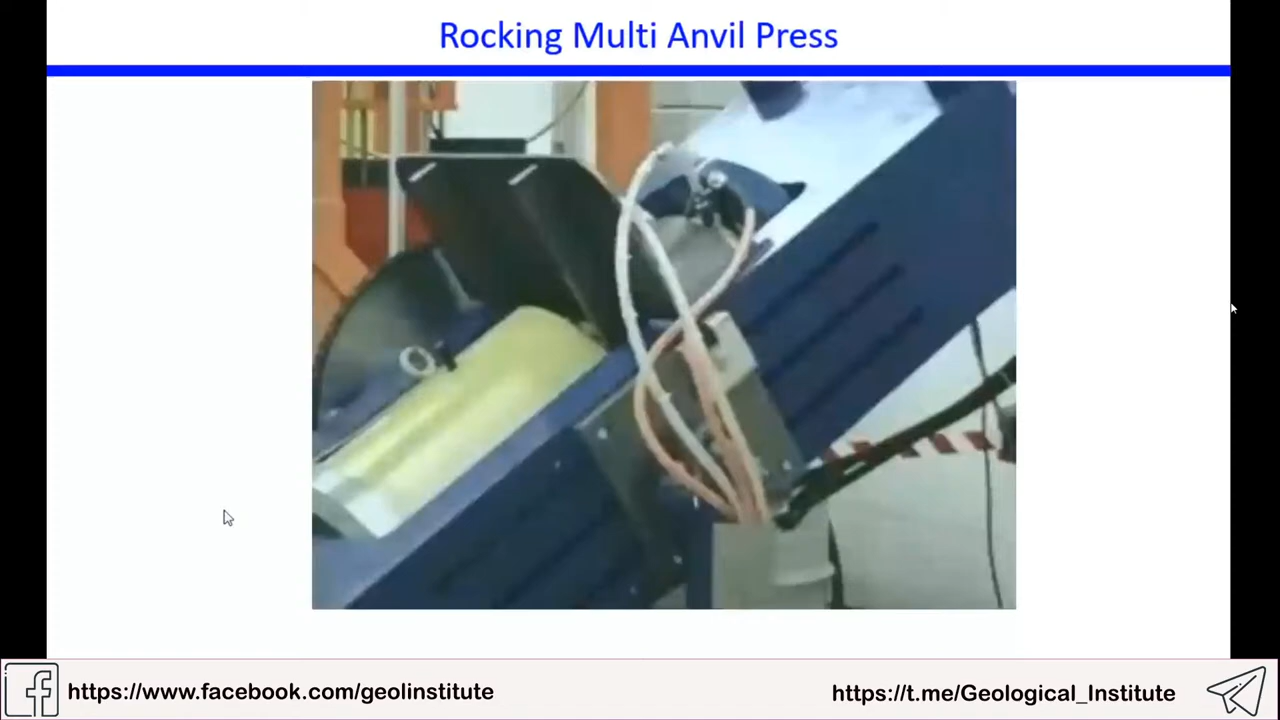 Rocking Multi Anvil Press
https://www.facebook.com/geolinstitute
https://t.me/Geological_Institute